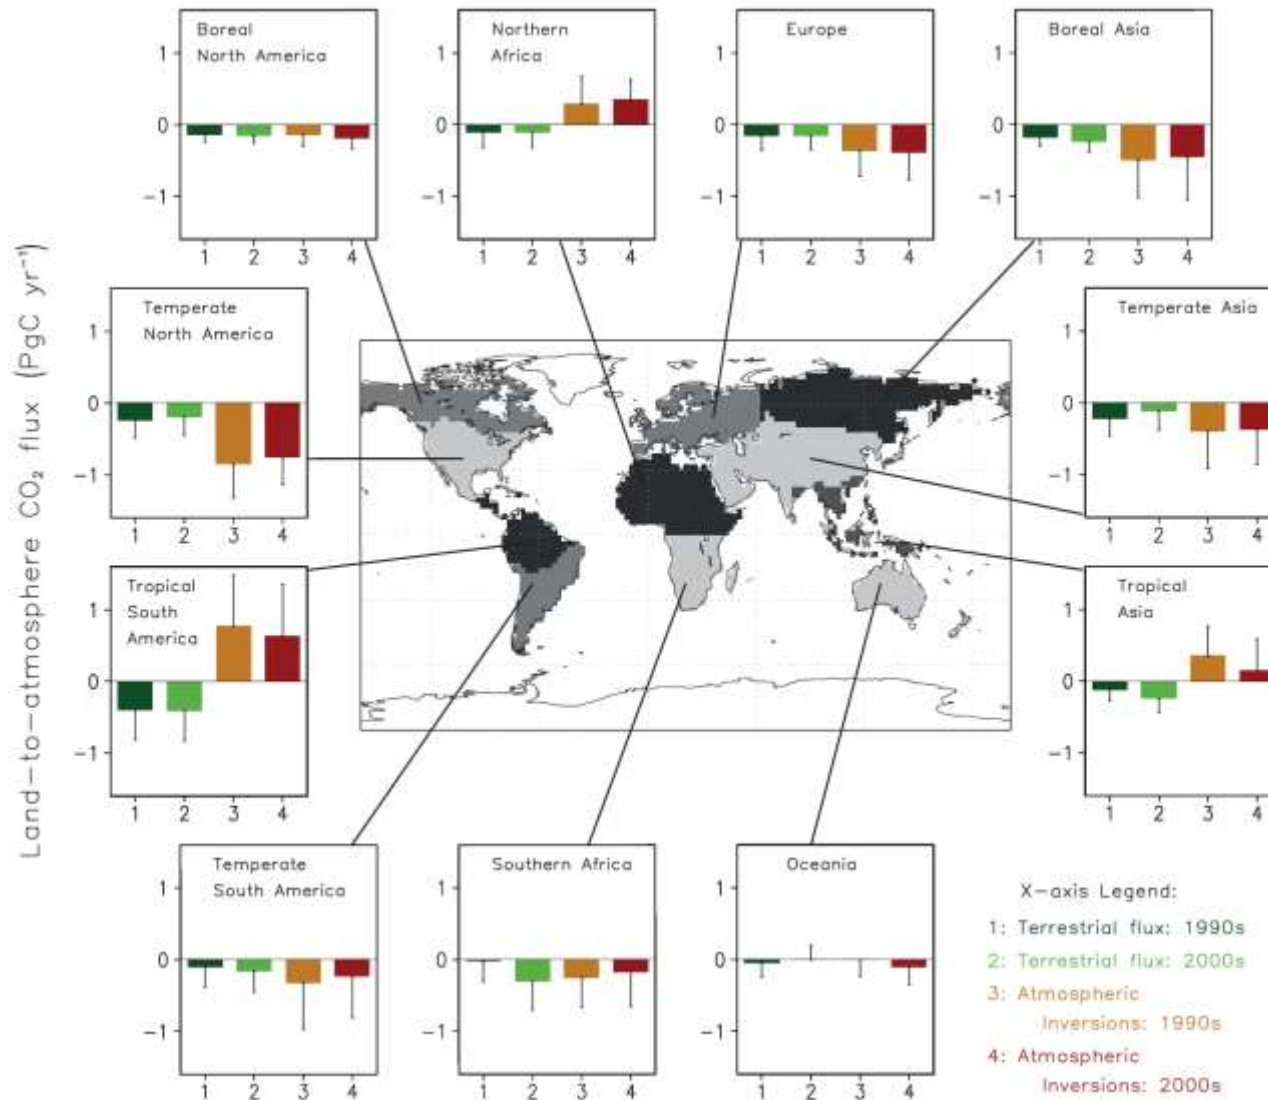 Boreal
North America
1
0
-1
1 2 3 4
Northern
Africa
1
0
-1
1 2 3 4
Europe
1
0
-1
1 2 3 4
Boreal Asia
1
0
-1
1 2 3 4
Land-to-atmosphere CO₂ flux (PgC yr⁻¹)
Temperate
North America
1
0
-1
1 2 3 4
Temperate Asia
1
0
-1
1 2 3 4
Tropical
South
America
1
0
-1
1 2 3 4
Tropical
Asia
1
0
-1
1 2 3 4
Temperate
South America
1
0
-1
1 2 3 4
Southern Africa
1
0
-1
1 2 3 4
Oceania
1
0
-1
1 2 3 4
X-axis Legend:
1: Terrestrial flux: 1990s
2: Terrestrial flux: 2000s
3: Atmospheric
Inversions: 1990s
4: Atmospheric
Inversions: 2000s